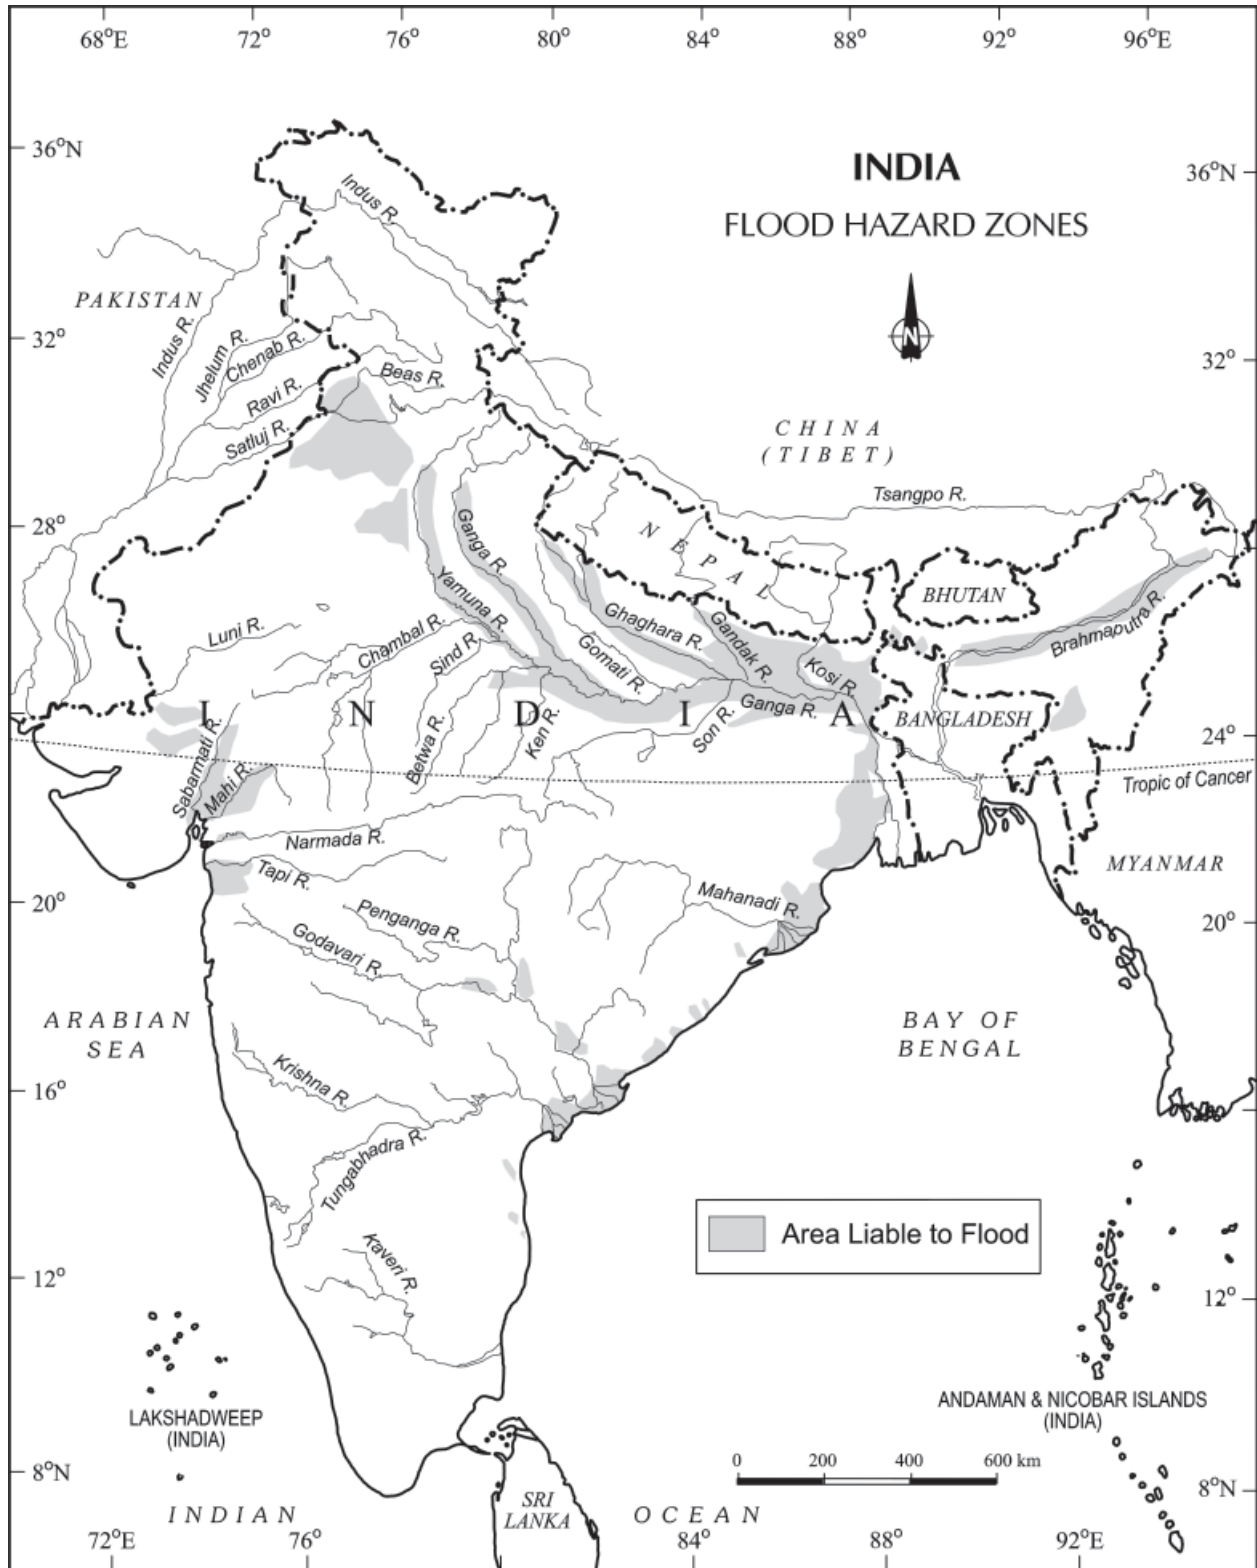 68°E
72°
76°
80°
84°
88°
92°
96°E
36°N
INDIA
36°N
FLOOD HAZARD ZONES
Indus R.
N
PAKISTAN
Indus R.
Jhelum R.
Chenab R.
32°
32°
Beas R.
Ravi R.
Satluj R.
CHINA
(TIBET)
Tsangpo R.
28°
28°
Ganga R.
NEPAL
Yamuna R.
BHUTAN
Ghaghara R.
Gandak R.
Brahmaputra R.
Luni R.
Chambal R.
Sind R.
Gomati R.
Kosi R.
INDIA
Ganga R.
BANGLADESH
Son R.
Betwa R.
Ken R.
24°
Sabarmati R.
Mahi R.
Tropic of Cancer
Narmada R.
Tapi R.
MYANMAR
20°
Mahanadi R.
20°
Penganga R.
Godavari R.
ARABIAN
SEA
BAY OF
BENGAL
Krishna R.
16°
Tungabhadra R.
Area Liable to Flood
Kaveri R.
12°
12°
LAKSHADWEEP
(INDIA)
ANDAMAN & NICOBAR ISLANDS
(INDIA)
0 200 400 600 km
8°N
8°N
SRI
LANKA
INDIAN OCEAN
72°E
76°
84°
88°
92°E